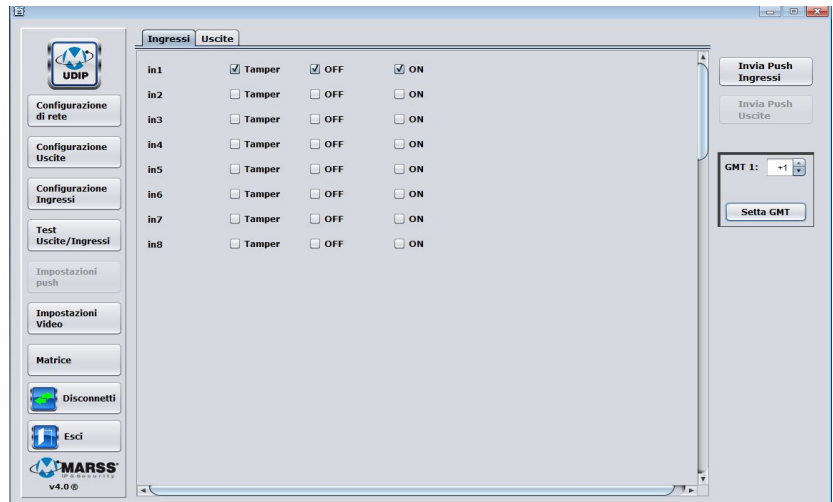 UDIP
Configurazione
di rete
Configurazione
Uscite
Configurazione
Ingressi
Test
Uscite/Ingressi
Impostazioni
push
Impostazioni
Video
Matrice
Disconnetti
Esci
MARSS
IP & Security
v4.0 ®
Ingressi Uscite
in1 Tamper OFF ON
in2 Tamper OFF ON
in3 Tamper OFF ON
in4 Tamper OFF ON
in5 Tamper OFF ON
in6 Tamper OFF ON
in7 Tamper OFF ON
in8 Tamper OFF ON
Invia Push
Ingressi
Invia Push
Uscite
GMT 1: +1
Setta GMT